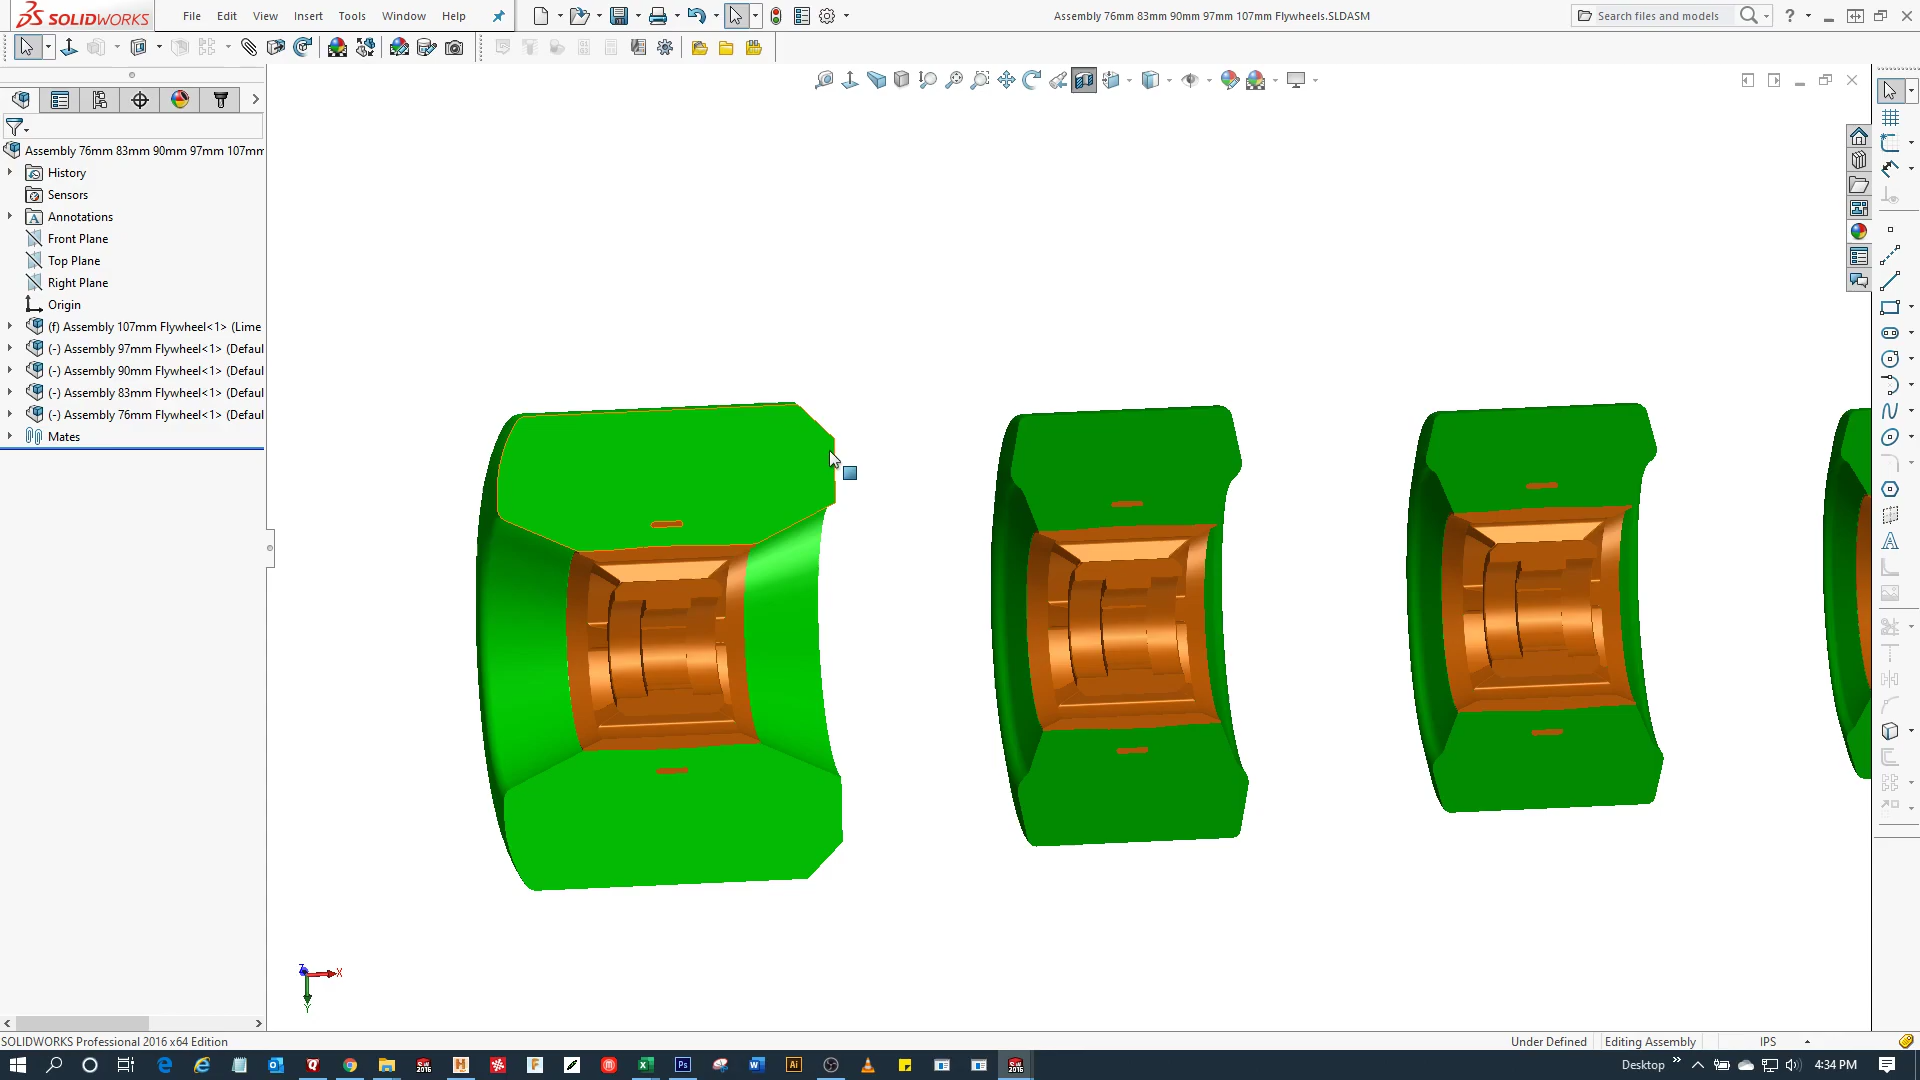 SOLIDWORKS
File Edit View Insert Tools Window Help
Assembly 76mm 83mm 90mm 97mm 107mm Flywheels.SLDASM
Search files and models
Assembly 76mm 83mm 90mm 97mm 107mm
History
Sensors
Annotations
Front Plane
Top Plane
Right Plane
Origin
(f) Assembly 107mm Flywheel<1> (Lime
(-) Assembly 97mm Flywheel<1> (Defaul
(-) Assembly 90mm Flywheel<1> (Defaul
(-) Assembly 83mm Flywheel<1> (Defaul
(-) Assembly 76mm Flywheel<1> (Defaul
Mates
Z
X
Y
SOLIDWORKS Professional 2016 x64 Edition
Under Defined
Editing Assembly
IPS
Desktop
4:34 PM